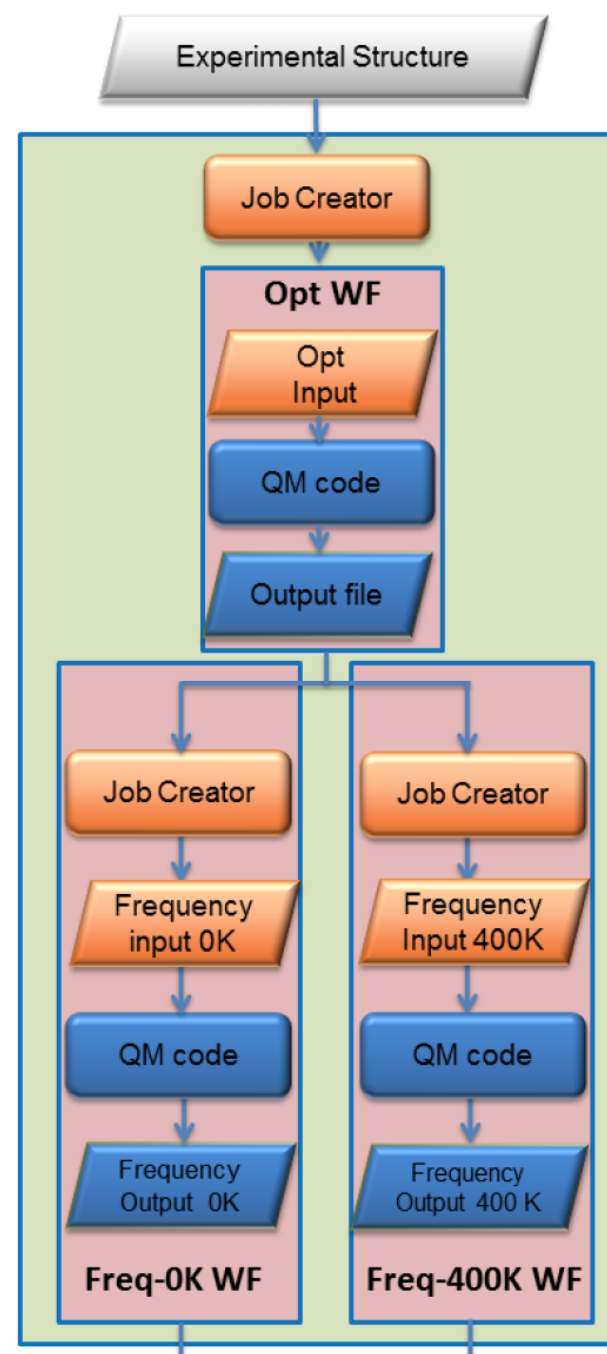 Experimental Structure
Job Creator
Opt WF
Opt
Input
QM code
Output file
Job Creator
Frequency
input 0K
QM code
Frequency
Output 0K
Freq-0K WF
Job Creator
Frequency
Input 400K
QM code
Frequency
Output 400 K
Freq-400K WF